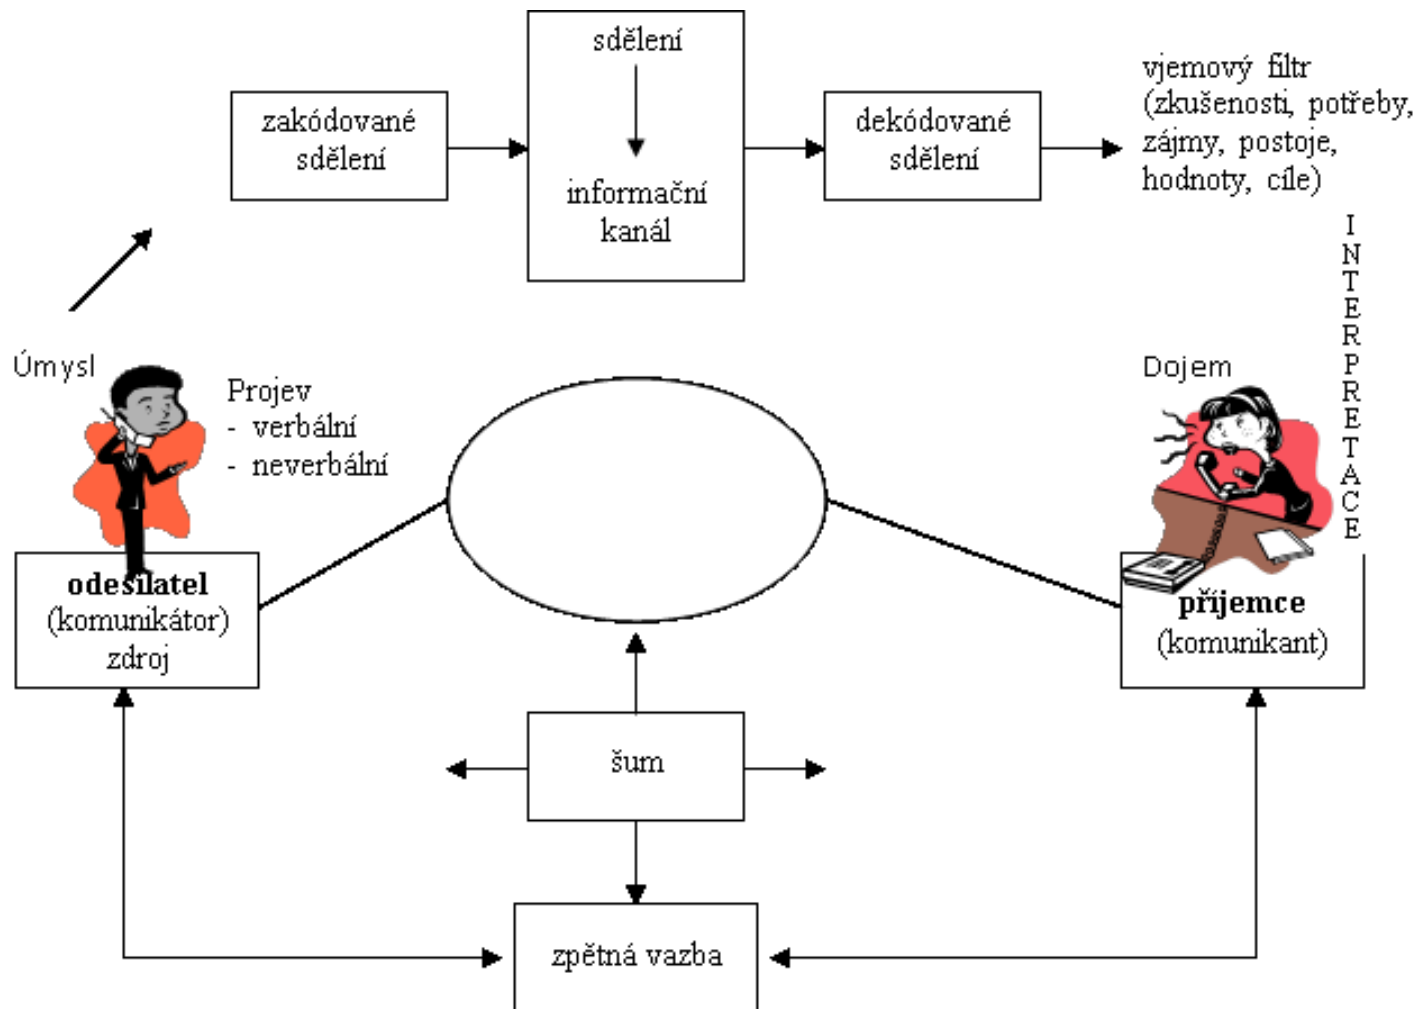 sdělení
informační
kanál
zakódované
sdělení
dekódované
sdělení
vjemový filtr
(zkušenosti, potřeby,
zájmy, postoje,
hodnoty, cíle)
INTERPRETACE
Úmysl
Projev
- verbální
- neverbální
Dojem
odesilatel
(komunikátor)
zdroj
příjemce
(komunikant)
šum
zpětná vazba